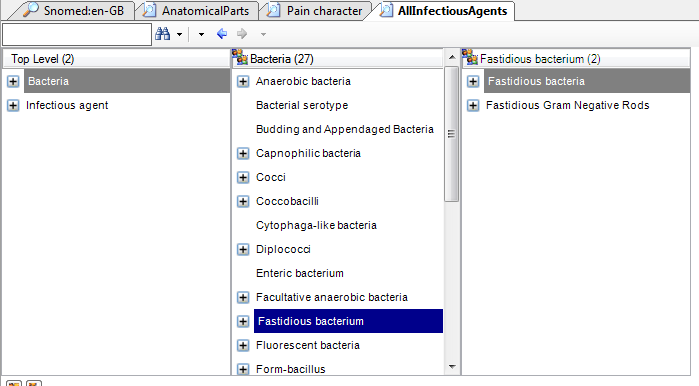 Snomed:en-GB
AnatomicalParts
Pain character
AllInfectiousAgents
Top Level (2)
Bacteria
Infectious agent
Bacteria (27)
Anaerobic bacteria
Bacterial serotype
Budding and Appendaged Bacteria
Capnophilic bacteria
Cocci
Coccobacilli
Cytophaga-like bacteria
Diplococci
Enteric bacterium
Facultative anaerobic bacteria
Fastidious bacterium
Fluorescent bacteria
Form-bacillus
Fastidious bacterium (2)
Fastidious bacteria
Fastidious Gram Negative Rods